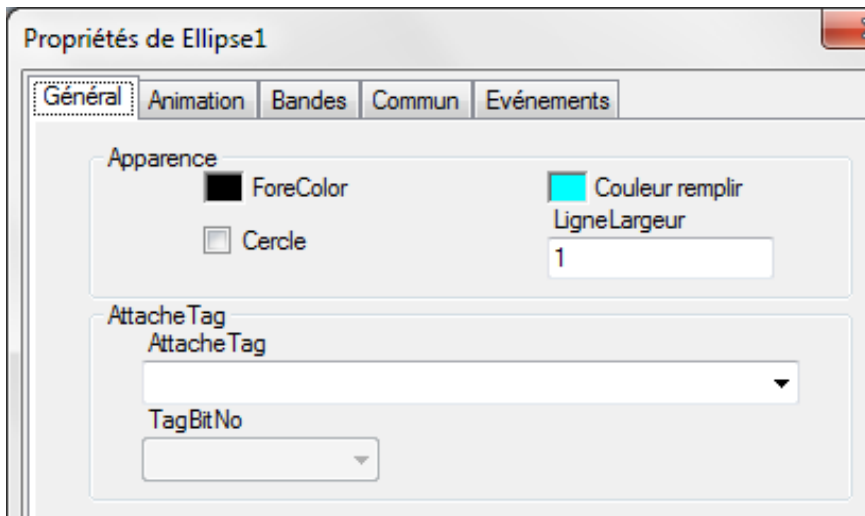 Propriétés de Ellipse1
Général Animation Bandes Commun Evénements
Apparence
ForeColor Couleur remplir
Cercle LigneLargeur
1
AttacheTag
AttacheTag
TagBitNo